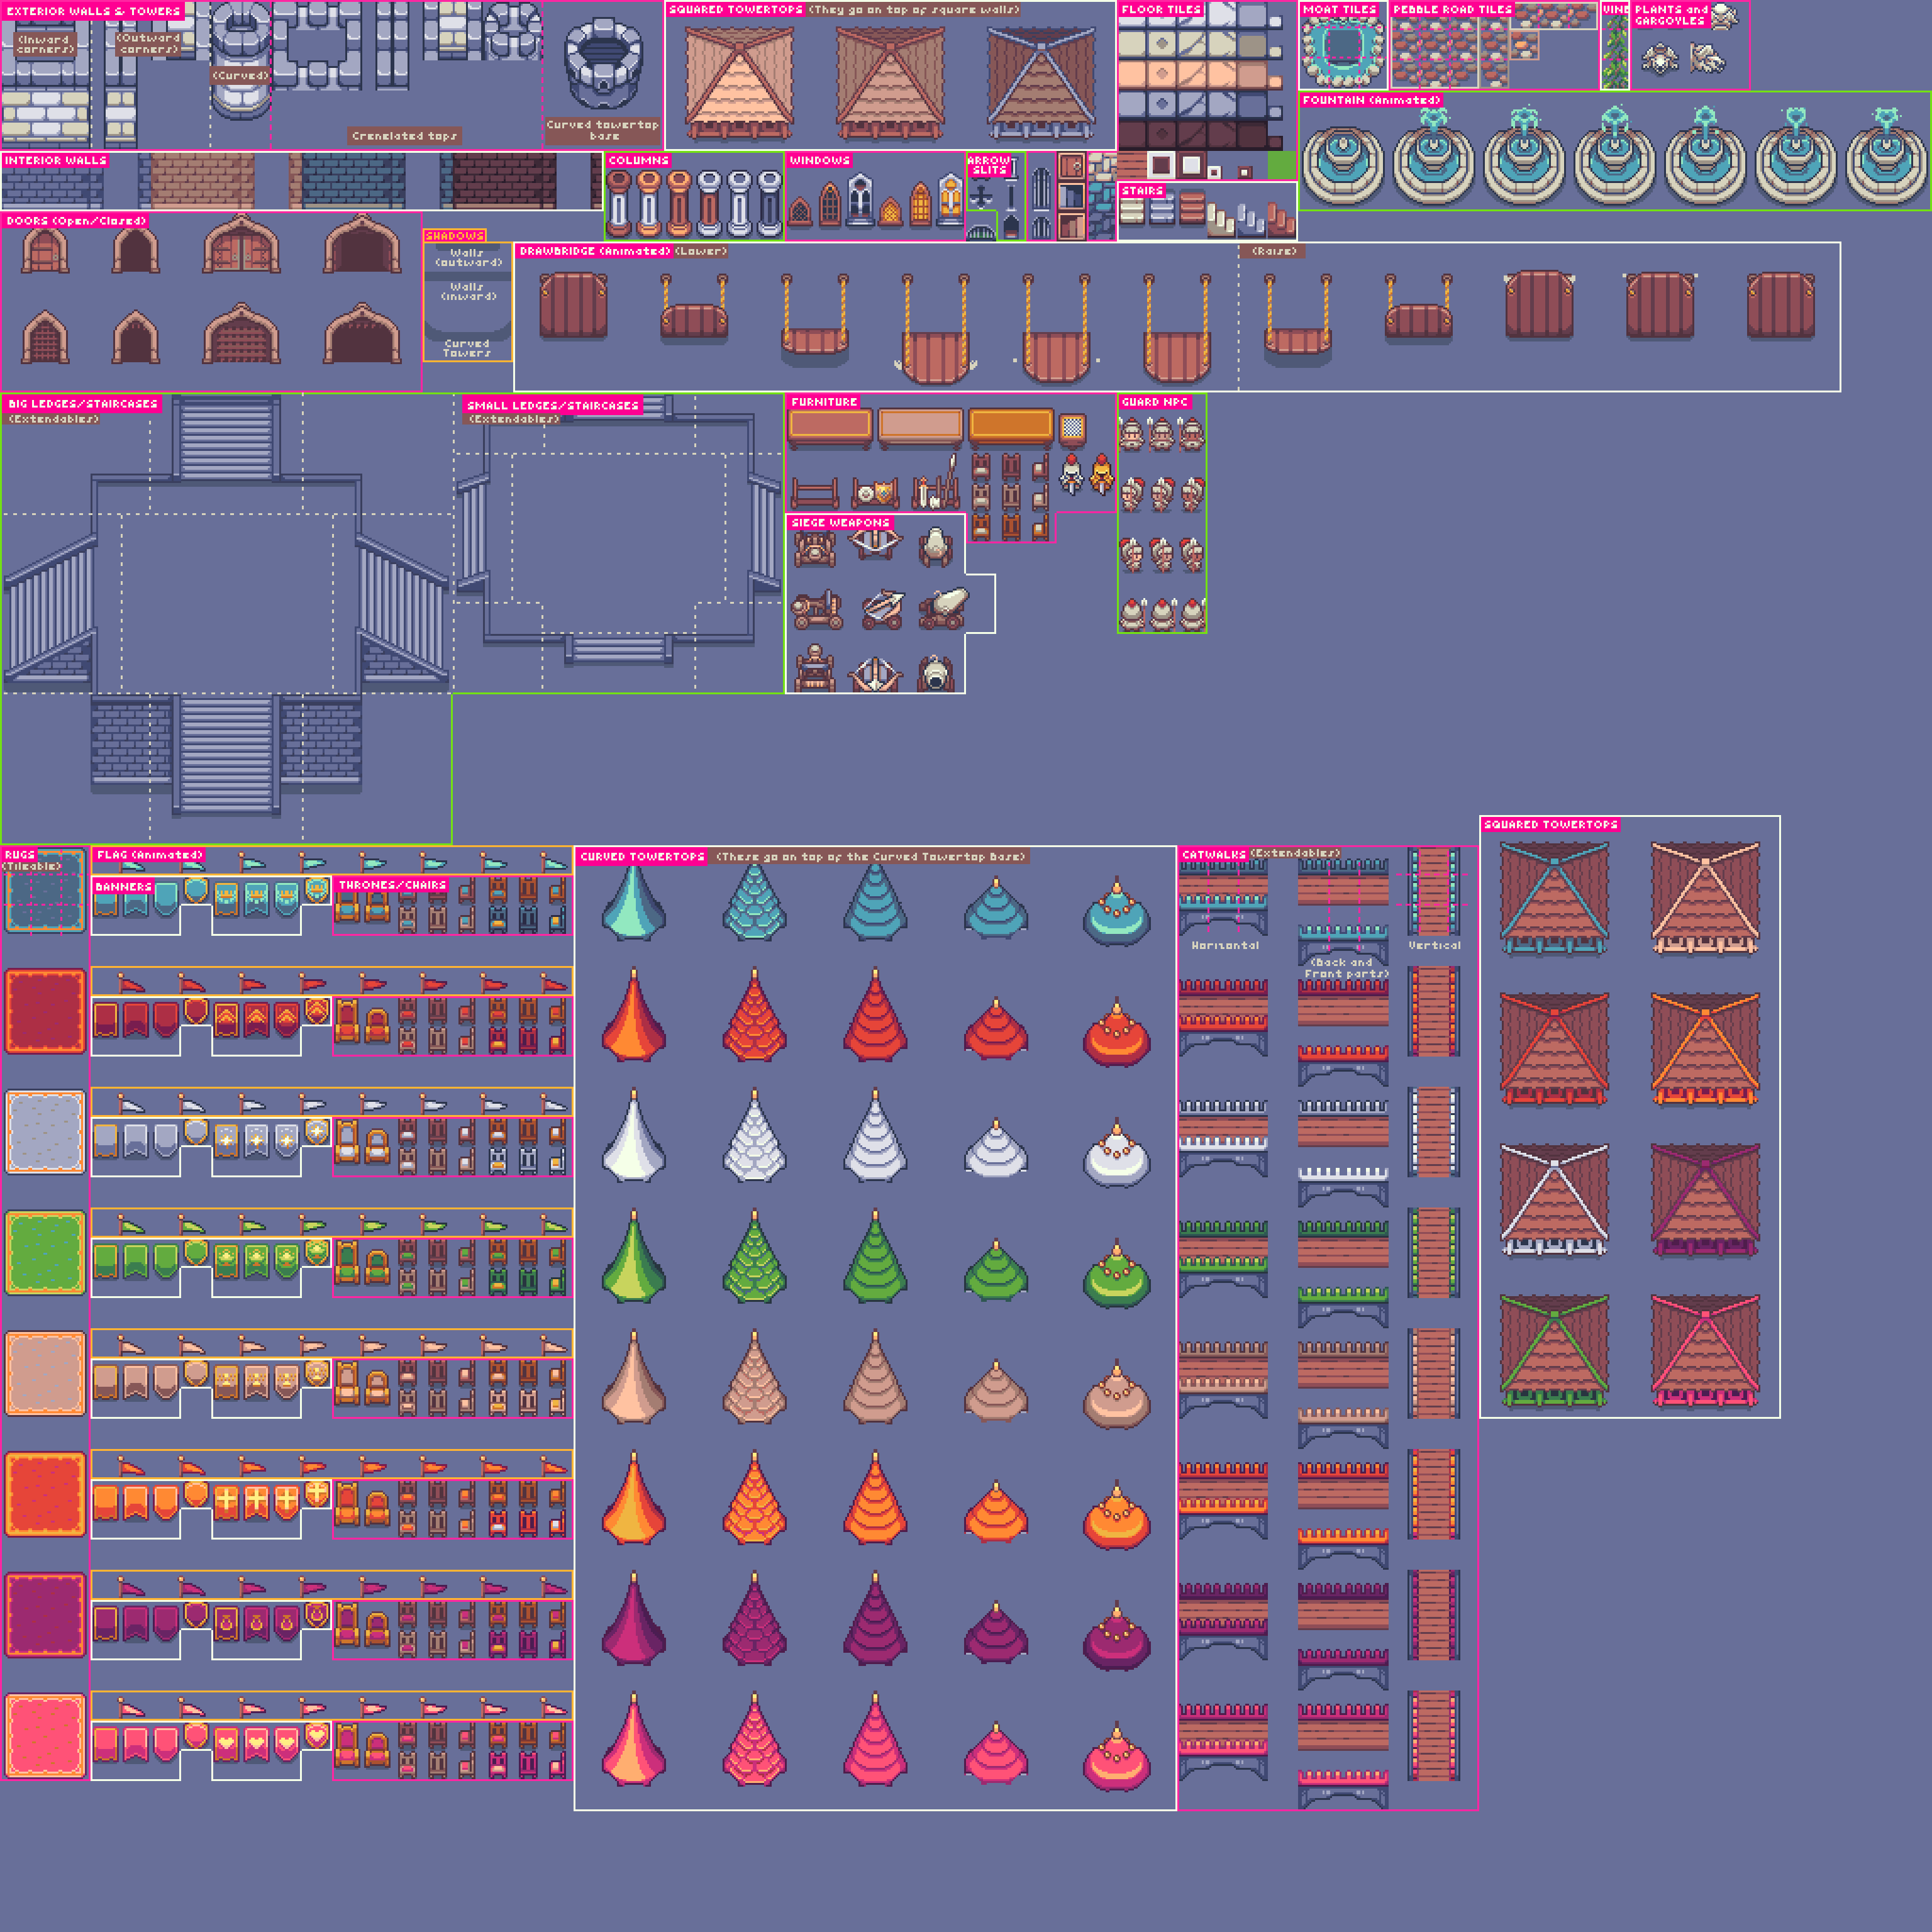 EXTERIOR WALLS & TOWERS
(Inward corners)
(Outward corners)
(Curved)
Crenelated tops
Curved towertop base
SQUARED TOWERTOPS (They go on top of square walls)
FLOOR TILES
MOAT TILES
PEBBLE ROAD TILES
VINE
PLANTS and GARGOYLES
FOUNTAIN (Animated)
INTERIOR WALLS
COLUMNS
WINDOWS
ARROW SLITS
STAIRS
DOORS (Open/Closed)
SHADOWS
Walls (outward)
Walls (inward)
Curved Towers
DRAWBRIDGE (Animated) (Lower)
(Raise)
BIG LEDGES/STAIRCASES
(Extendables)
SMALL LEDGES/STAIRCASES
(Extendables)
FURNITURE
GUARD NPC
SIEGE WEAPONS
SQUARED TOWERTOPS
RUGS
(Tileable)
FLAG (Animated)
BANNERS
THRONES/CHAIRS
CURVED TOWERTOPS (These go on top of the Curved Towertop Base)
CATWALKS (Extendables)
Horizontal
(Back and Front parts)
Vertical